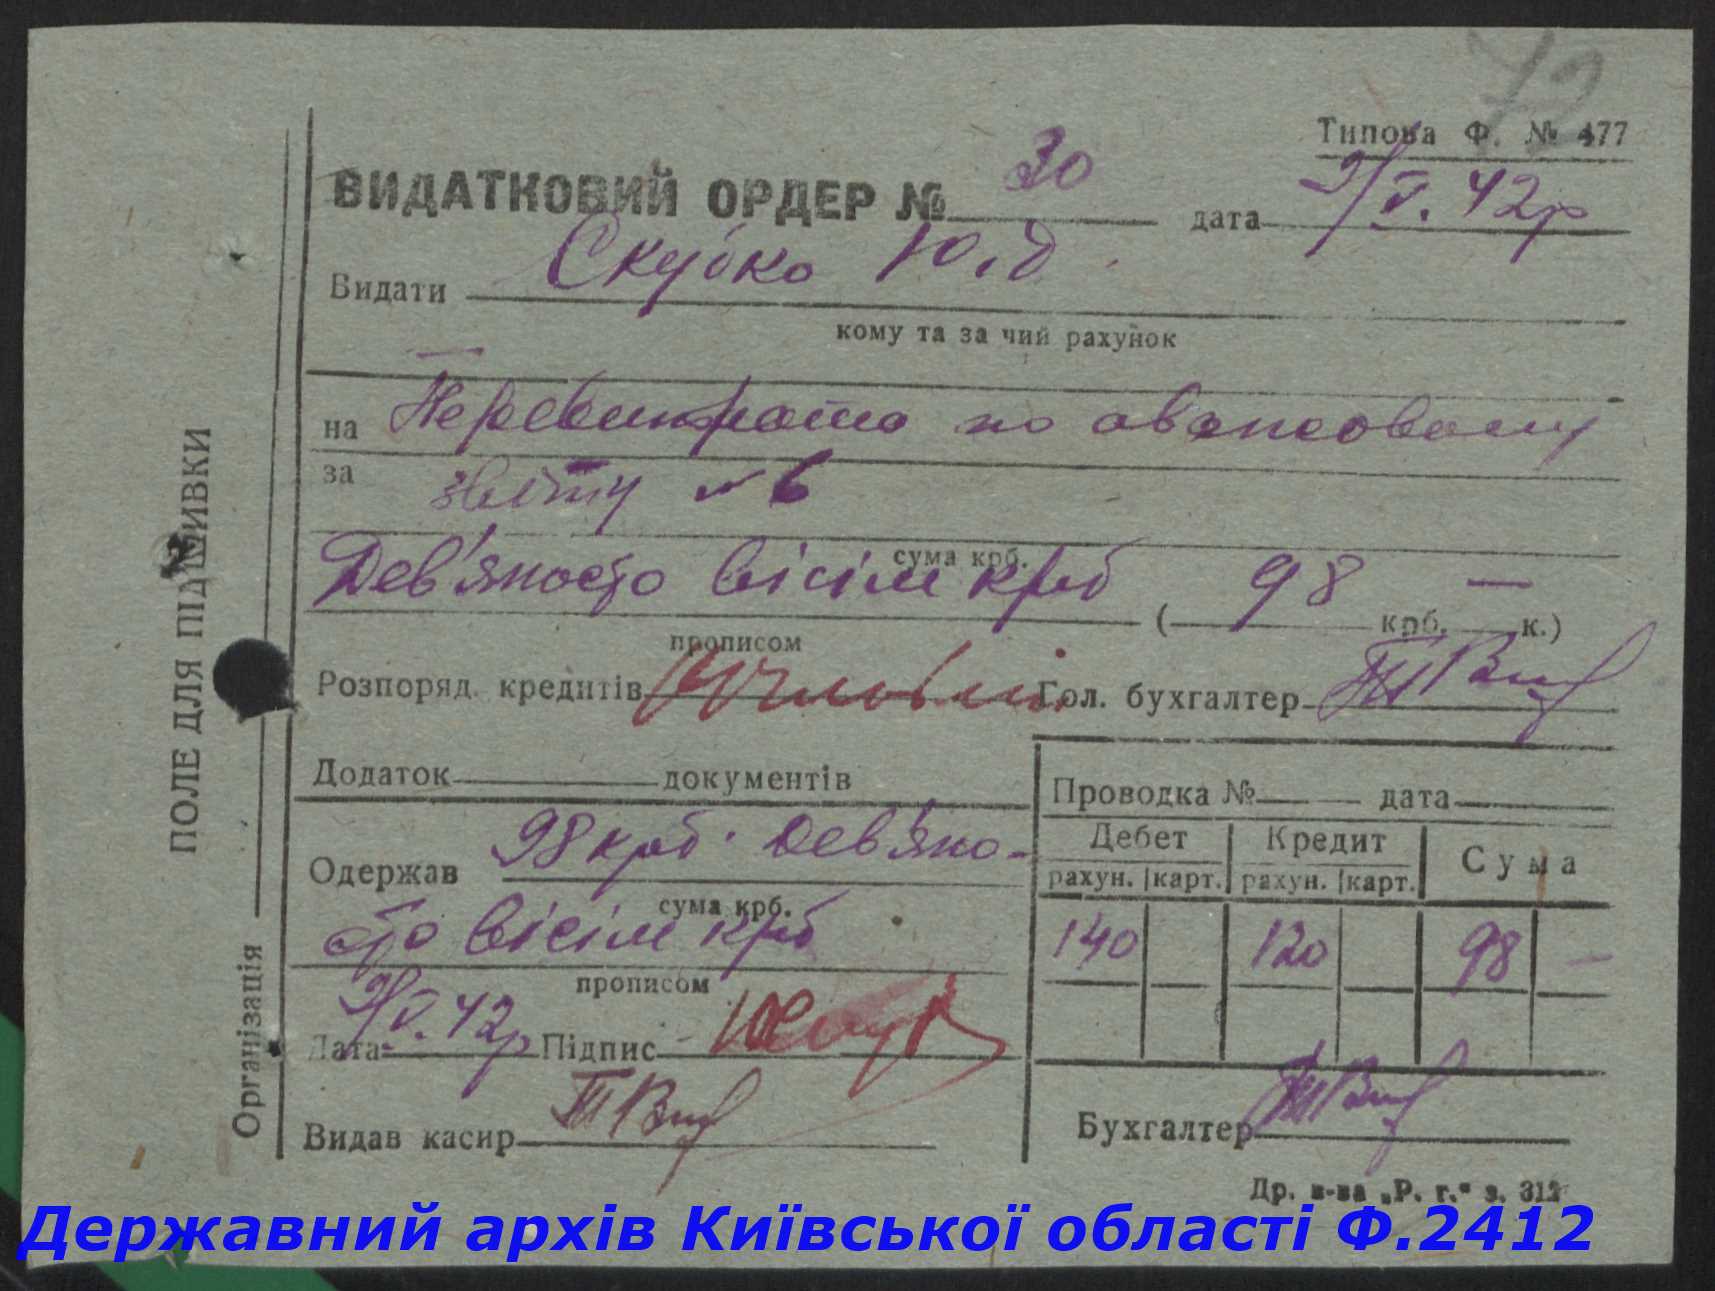 42
Типова Ф. № 477
ВИДАТКОВИЙ ОРДЕР № 30 дата 9/V. 42р
Видати Скубко Ю. Д.
кому та за чий рахунок
на Перевитрата по авансовому
за звіту № 6
сума крб.
Дев'яносто вісім крб ( 98 крб. — к.)
прописом
Розпоряд. кредитів Гол. бухгалтер
Додаток документів
Проводка № дата
Дебет Кредит Сума
рахун. карт. рахун. карт.
140 120 98 —
Одержав 98 крб. Дев'яно-
сума крб.
сто вісім крб
прописом
Дата 9/V. 42р Підпис
Видав касир
Бухгалтер
Др. в-ва „Р. г." з. 312
ПОЛЕ ДЛЯ ПІДШИВКИ
Організація
Державний архів Київської області Ф.2412